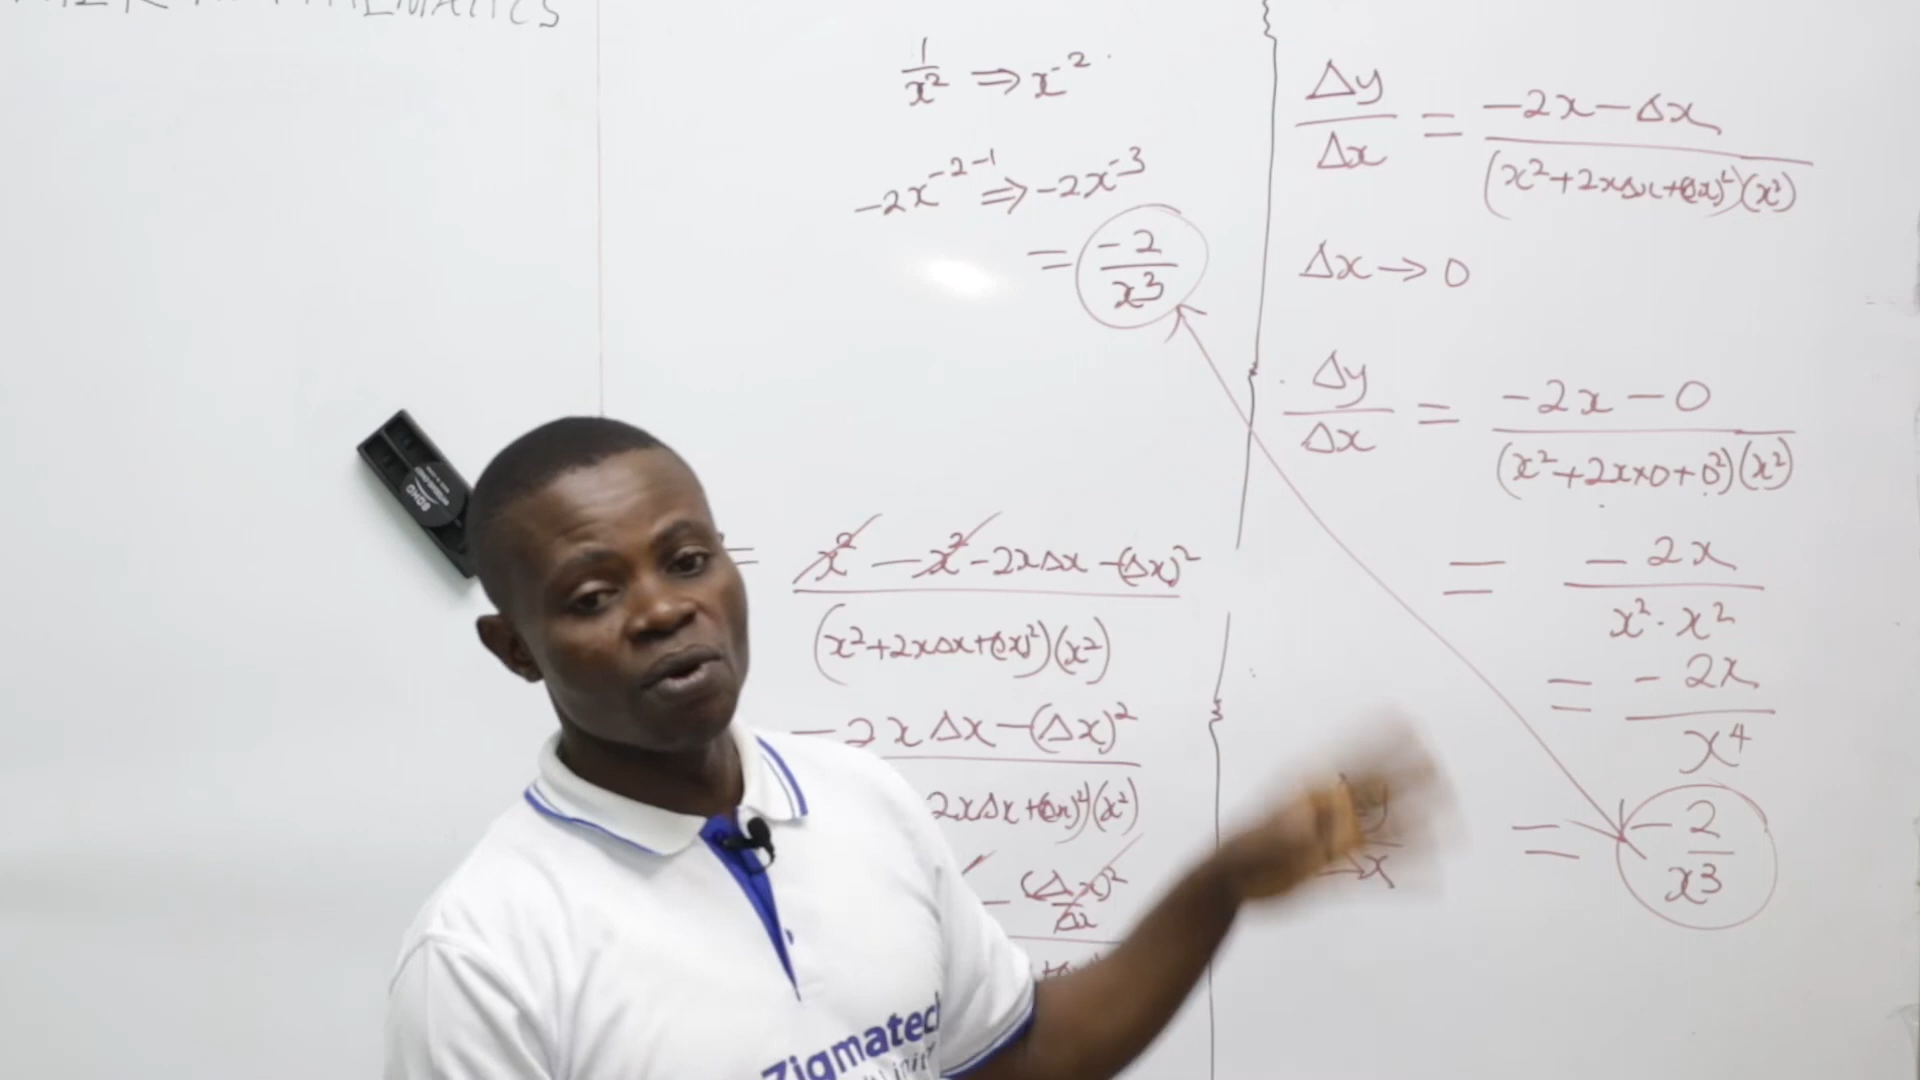 MATHEMATICS
1/x² ⇒ x⁻²
-2x⁻²⁻¹ ⇒ -2x⁻³
= -2/x³
= x² - x² - 2xΔx - (Δx)² / (x² + 2xΔx + (Δx)²)(x²)
-2xΔx - (Δx)²
2xΔx + (Δx)²)(x²)
- (Δx)²/Δx
Δy/Δx = -2x - Δx / (x² + 2xΔx + (Δx)²)(x²)
Δx → 0
Δy/Δx = -2x - 0 / (x² + 2x×0 + 0²)(x²)
= -2x / x² · x²
= -2x / x⁴
= -2/x³
Zigmatech